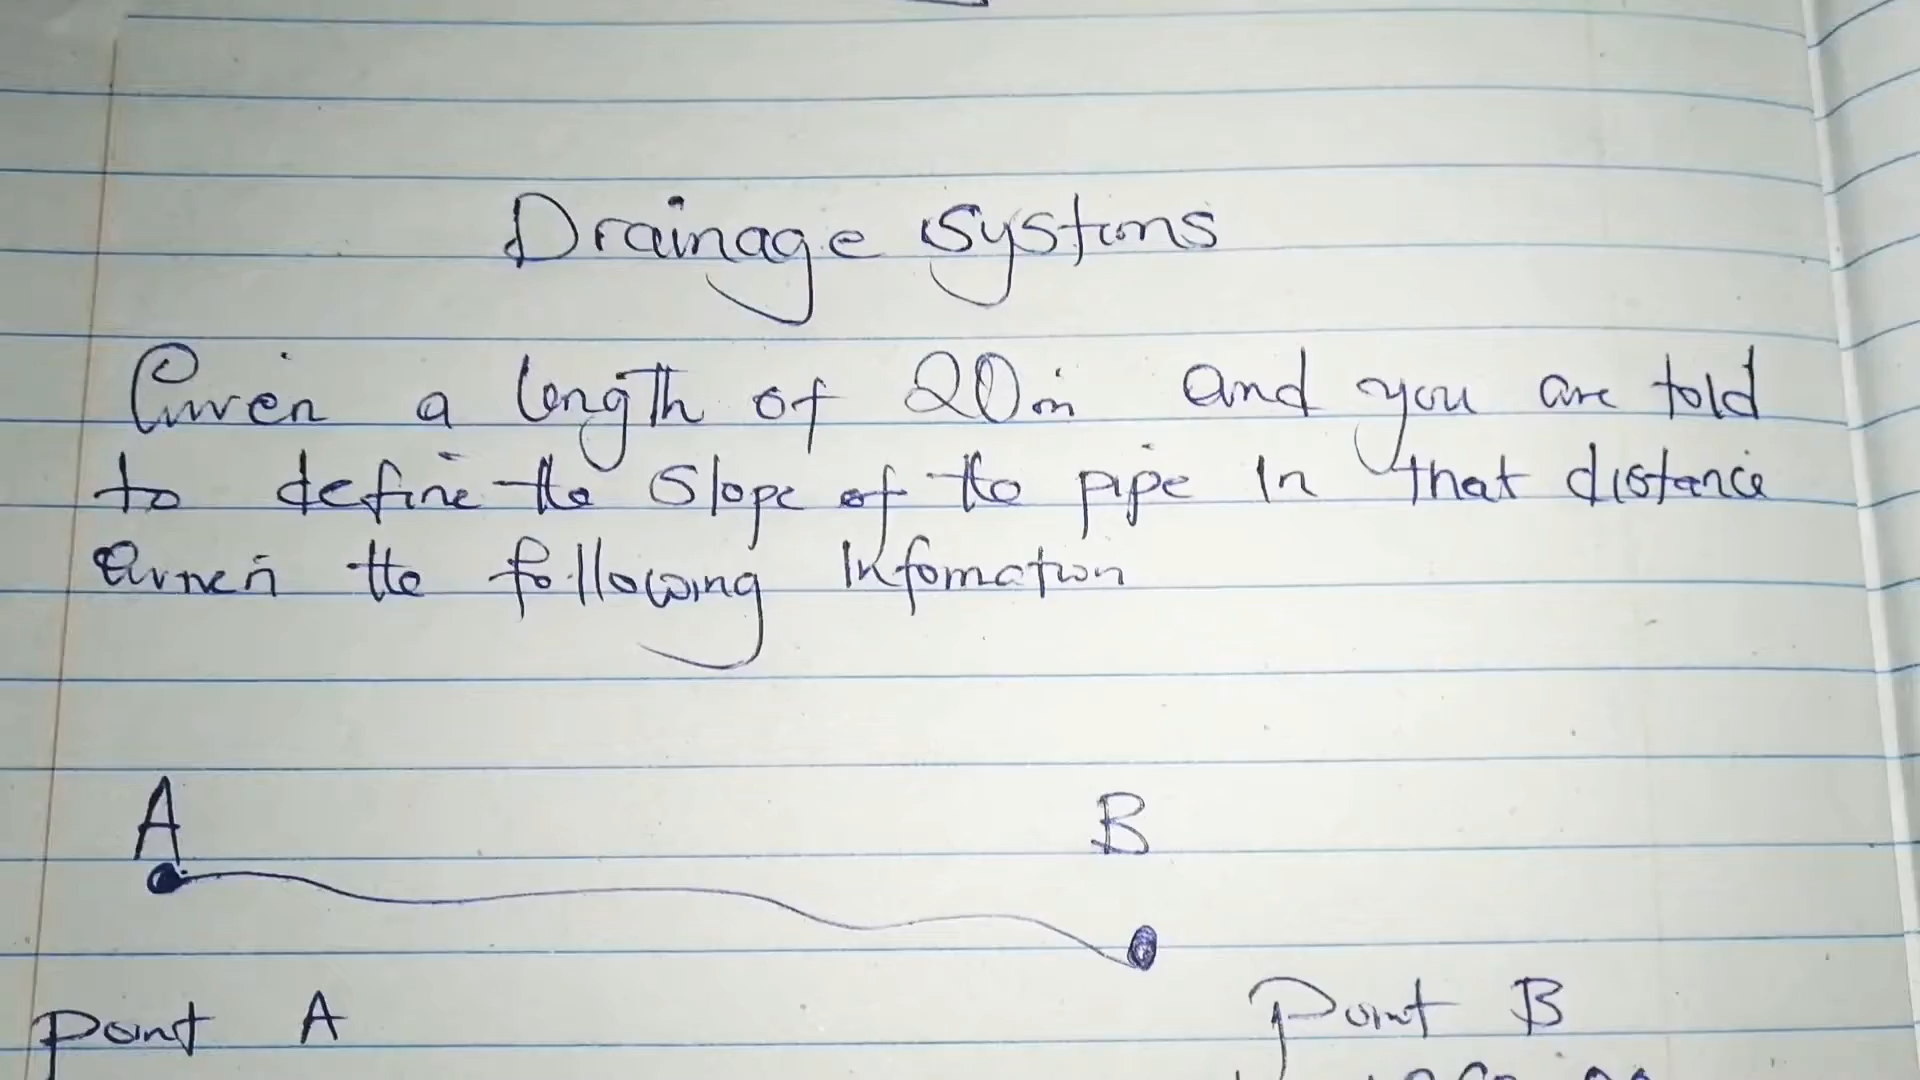 Drainage systems
Given a length of 20m and you are told
to define the slope of the pipe in that distance
Given the following Infomation
A
B
Point A
Point B